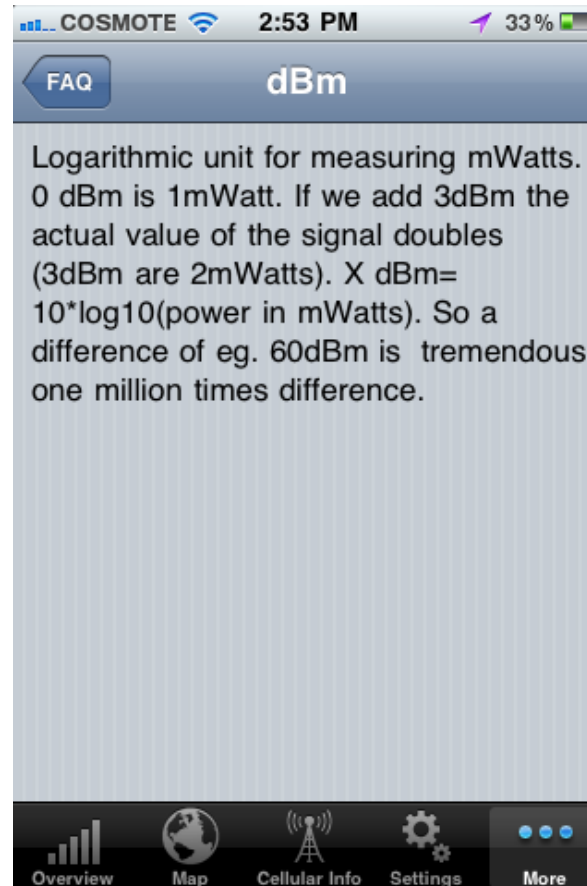 COSMOTE 2:53 PM 33%
FAQ dBm
Logarithmic unit for measuring mWatts.
0 dBm is 1mWatt. If we add 3dBm the
actual value of the signal doubles
(3dBm are 2mWatts). X dBm=
10*log10(power in mWatts). So a
difference of eg. 60dBm is  tremendous
one million times difference.
Overview Map Cellular Info Settings More